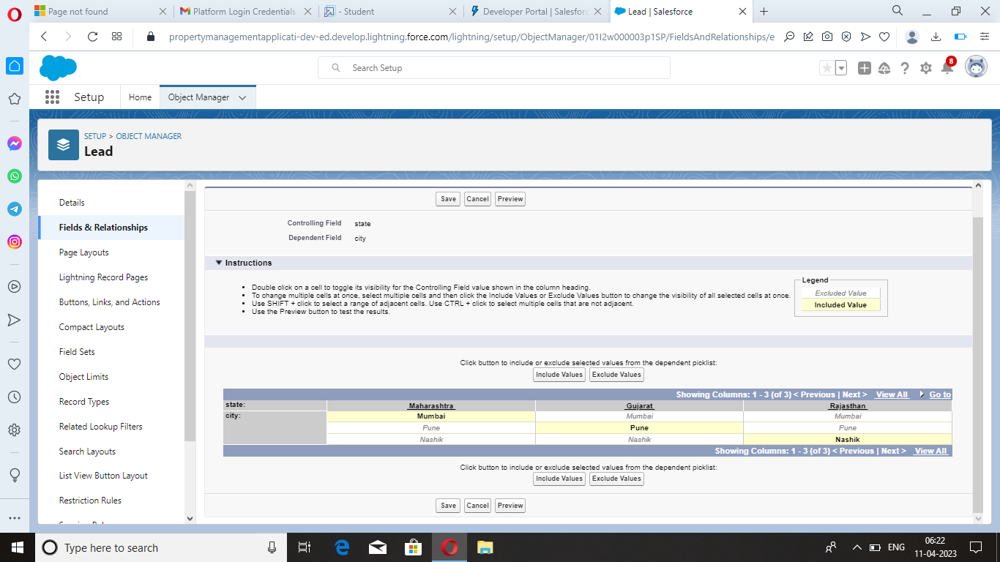 Page not found
Platform Login Credentials
- Student
Developer Portal | Salesforc
Lead | Salesforce
propertymanagementapplicati-dev-ed.develop.lightning.force.com/lightning/setup/ObjectManager/01I2w000003p1SP/FieldsAndRelationships/e
Search Setup
8
Setup
Home
Object Manager
SETUP > OBJECT MANAGER
Lead
Details
Fields & Relationships
Page Layouts
Lightning Record Pages
Buttons, Links, and Actions
Compact Layouts
Field Sets
Object Limits
Record Types
Related Lookup Filters
Search Layouts
List View Button Layout
Restriction Rules
Save Cancel Preview
Controlling Field state
Dependent Field city
Instructions
Double click on a cell to toggle its visibility for the Controlling Field value shown in the column heading.
To change multiple cells at once, select multiple cells and then click the Include Values or Exclude Values button to change the visibility of all selected cells at once.
Use SHIFT + click to select a range of adjacent cells. Use CTRL + click to select multiple cells that are not adjacent.
Use the Preview button to test the results.
Legend
Excluded Value
Included Value
Click button to include or exclude selected values from the dependent picklist:
Include Values Exclude Values
Showing Columns: 1 - 3 (of 3) < Previous | Next > View All Go to
state: Maharashtra Gujarat Rajasthan
city: Mumbai Mumbai Mumbai
Pune Pune Pune
Nashik Nashik Nashik
Showing Columns: 1 - 3 (of 3) < Previous | Next > View All
Click button to include or exclude selected values from the dependent picklist:
Include Values Exclude Values
Save Cancel Preview
Type here to search
ENG
06:22
11-04-2023